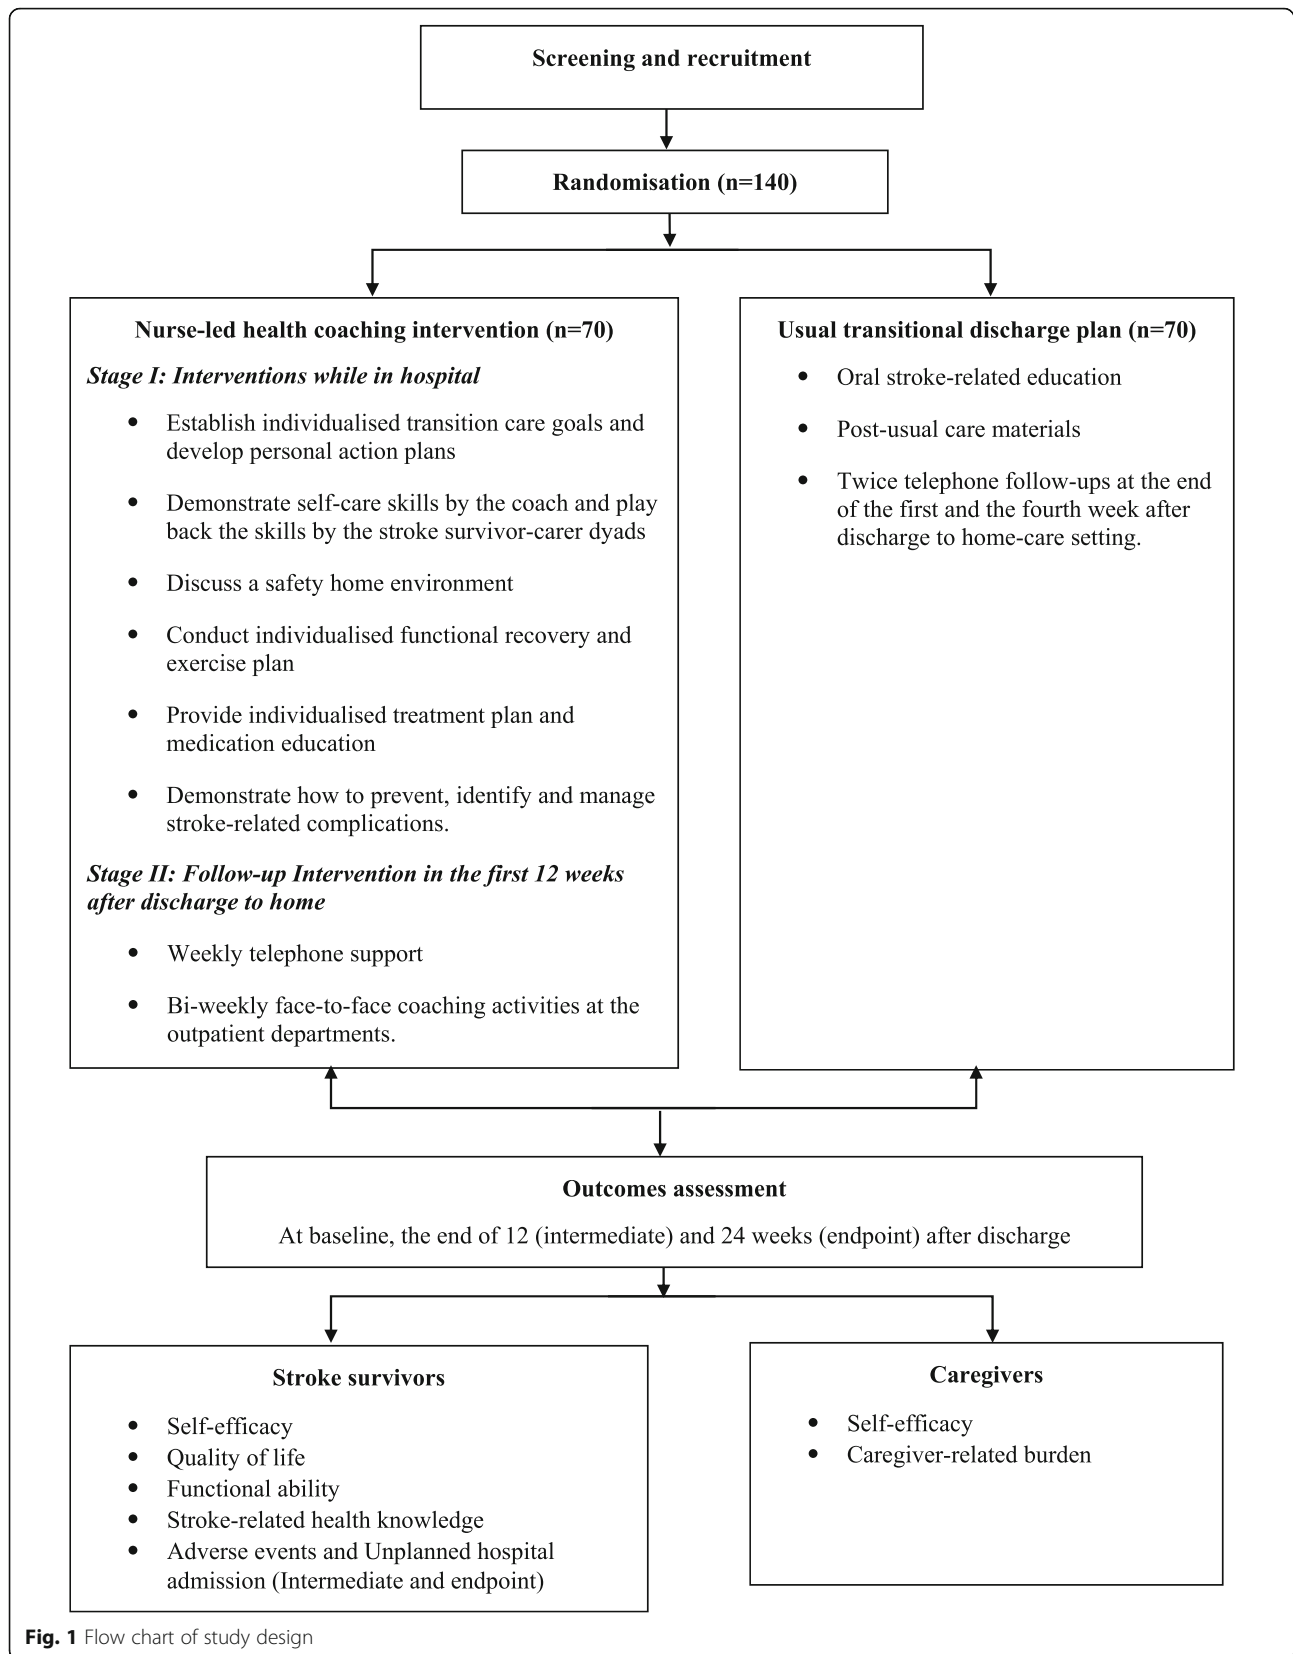 Screening and recruitment
Randomisation (n=140)
Nurse-led health coaching intervention (n=70)
Stage I: Interventions while in hospital
• Establish individualised transition care goals and
develop personal action plans
• Demonstrate self-care skills by the coach and play
back the skills by the stroke survivor-carer dyads
• Discuss a safety home environment
• Conduct individualised functional recovery and
exercise plan
• Provide individualised treatment plan and
medication education
• Demonstrate how to prevent, identify and manage
stroke-related complications.
Stage II: Follow-up Intervention in the first 12 weeks
after discharge to home
• Weekly telephone support
• Bi-weekly face-to-face coaching activities at the
outpatient departments.
Usual transitional discharge plan (n=70)
• Oral stroke-related education
• Post-usual care materials
• Twice telephone follow-ups at the end
of the first and the fourth week after
discharge to home-care setting.
Outcomes assessment
At baseline, the end of 12 (intermediate) and 24 weeks (endpoint) after discharge
Stroke survivors
• Self-efficacy
• Quality of life
• Functional ability
• Stroke-related health knowledge
• Adverse events and Unplanned hospital
admission (Intermediate and endpoint)
Caregivers
• Self-efficacy
• Caregiver-related burden
Fig. 1 Flow chart of study design